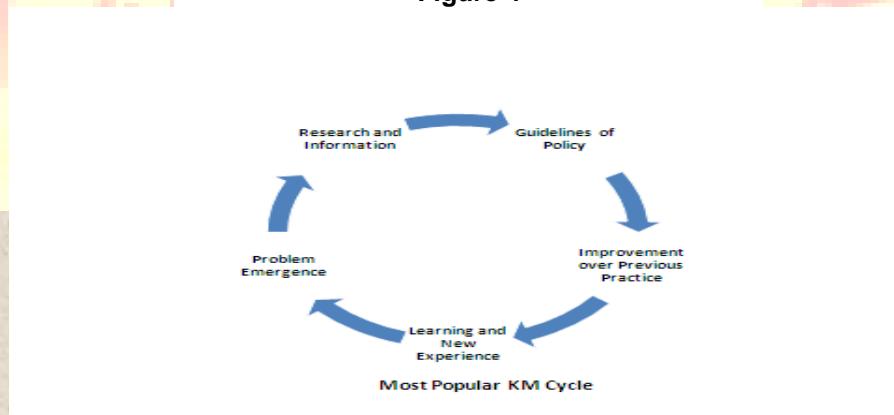 Research and
Information
Guidelines of
Policy
Improvement
over Previous
Practice
Learning and
New
Experience
Problem
Emergence
Most Popular KM Cycle